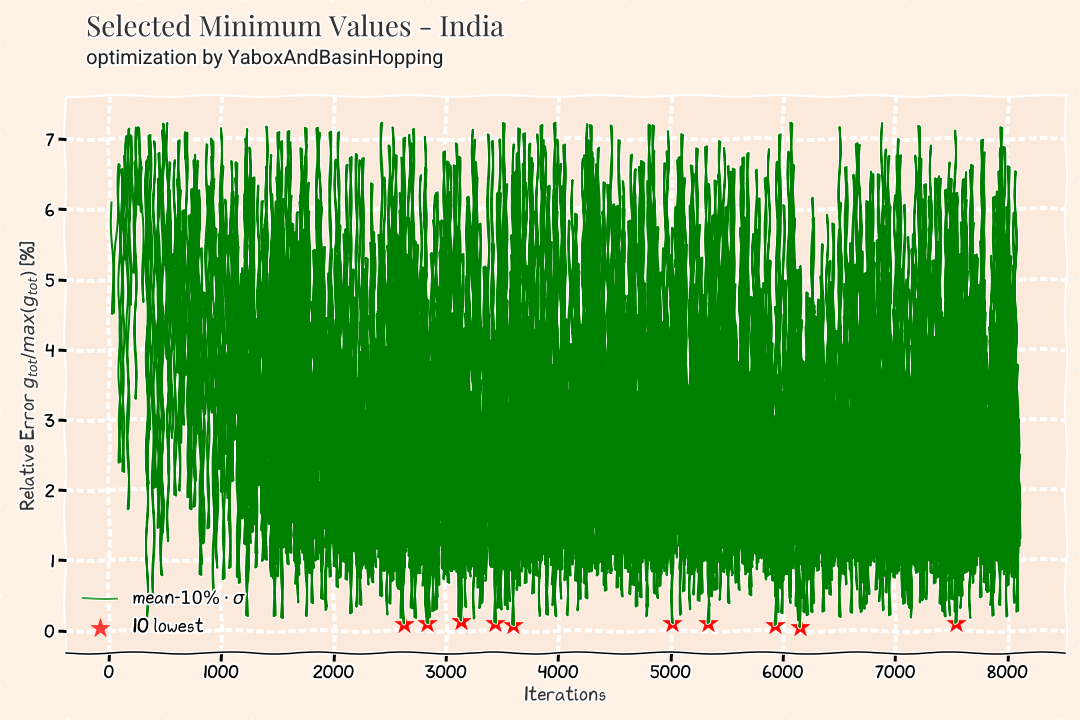 Selected Minimum Values - India
optimization by YaboxAndBasinHopping
Relative Error g_tot/max(g_tot) [%]
7
6
5
4
3
2
1
0
mean-10% · σ
10 lowest
0 1000 2000 3000 4000 5000 6000 7000 8000
Iterations